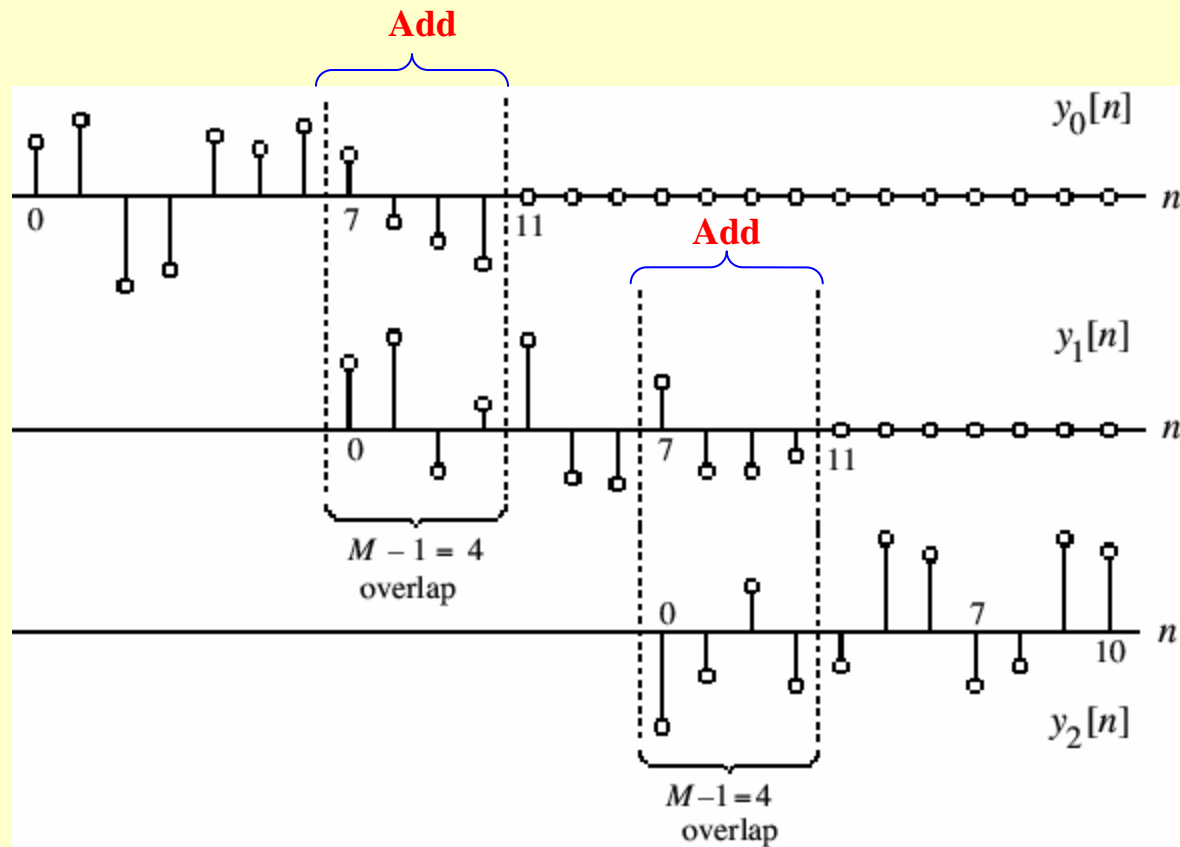 Add
y₀[n]
n
0 7 11
Add
y₁[n]
n
0 7 11
M – 1 = 4
overlap
0 7
n
10
y₂[n]
M – 1 = 4
overlap